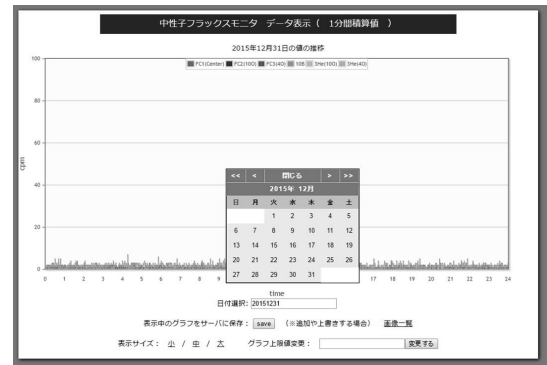 中性子フラックスモニタ データ表示 ( 1分間積算値 )
2015年12月31日の値の推移
FC1(Center) FC2(10O) FC3(4O) 10B 3He(10O) 3He(4O)
100
80
60
40
20
0
cpm
<< < 閉じる > >>
2015年 12月
日 月 火 水 木 金 土
1 2 3 4 5
6 7 8 9 10 11 12
13 14 15 16 17 18 19
20 21 22 23 24 25 26
27 28 29 30 31
0 1 2 3 4 5 6 7 8 17 18 19 20 21 22 23 24
time
日付選択: 20151231
表示中のグラフをサーバに保存： save （※追加や上書きする場合） 画像一覧
表示サイズ： 小 / 中 / 大 グラフ上限値変更： 変更する